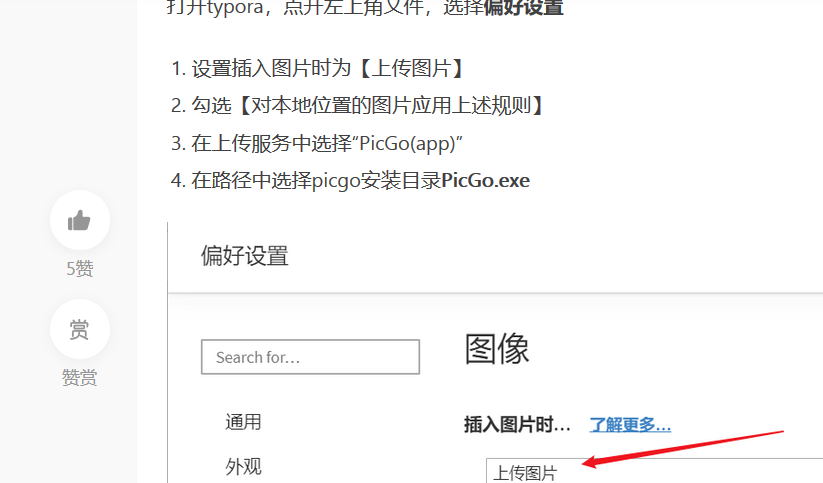 打开typora，点开左上角文件，选择偏好设置
1. 设置插入图片时为【上传图片】
2. 勾选【对本地位置的图片应用上述规则】
3. 在上传服务中选择“PicGo(app)”
4. 在路径中选择picgo安装目录PicGo.exe
5赞
赏
赞赏
偏好设置
Search for...
通用
外观
图像
插入图片时... 了解更多...
上传图片